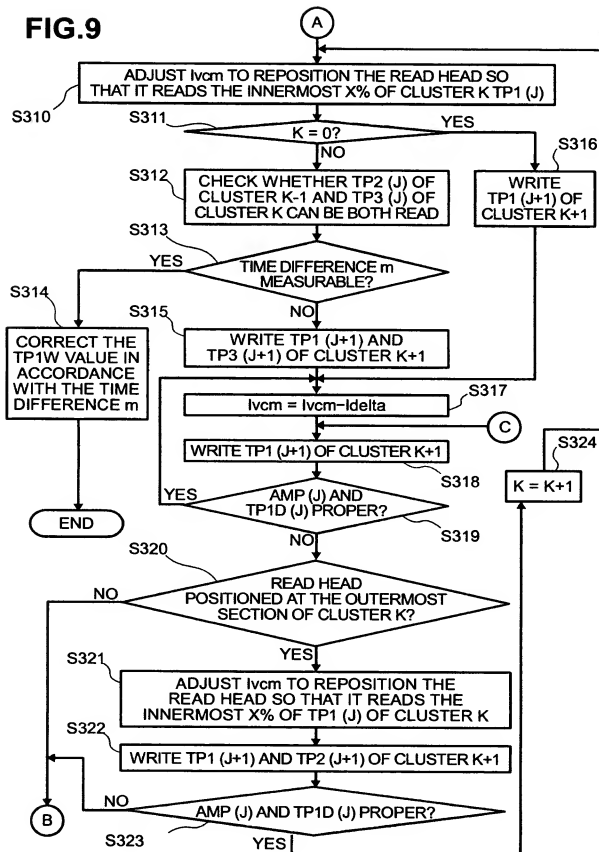 FIG.9
A
ADJUST Ivcm TO REPOSITION THE READ HEAD SO
THAT IT READS THE INNERMOST X% OF CLUSTER K TP1 (J)
S310
S311
K = 0?
YES
NO
S316
WRITE
TP1 (J+1) OF
CLUSTER K+1
S312
CHECK WHETHER TP2 (J) OF
CLUSTER K-1 AND TP3 (J) OF
CLUSTER K CAN BE BOTH READ
S313
YES
TIME DIFFERENCE m
MEASURABLE?
NO
S314
CORRECT THE
TP1W VALUE IN
ACCORDANCE
WITH THE TIME
DIFFERENCE m
END
S315
WRITE TP1 (J+1) AND
TP3 (J+1) OF CLUSTER K+1
Ivcm = Ivcm-Idelta
S317
C
WRITE TP1 (J+1) OF CLUSTER K+1
S318
S324
K = K+1
YES
AMP (J) AND
TP1D (J) PROPER?
S319
NO
S320
NO
READ HEAD
POSITIONED AT THE OUTERMOST
SECTION OF CLUSTER K?
YES
S321
ADJUST Ivcm TO REPOSITION THE
READ HEAD SO THAT IT READS THE
INNERMOST X% OF TP1 (J) OF CLUSTER K
S322
WRITE TP1 (J+1) AND TP2 (J+1) OF CLUSTER K+1
NO
B
AMP (J) AND TP1D (J) PROPER?
S323
YES